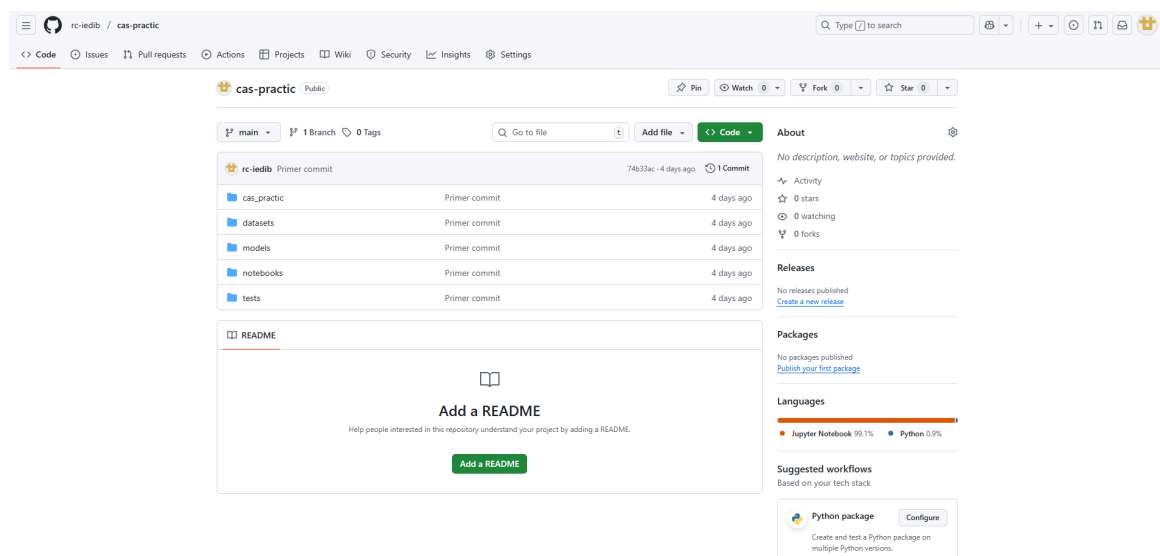 rc-iedib / cas-practic
Type / to search
Code Issues Pull requests Actions Projects Wiki Security Insights Settings
cas-practic Public
Pin Watch 0 Fork 0 Star 0
main 1 Branch 0 Tags
Go to file t Add file Code
rc-iedib Primer commit 74b33ac · 4 days ago 1 Commit
cas_practic Primer commit 4 days ago
datasets Primer commit 4 days ago
models Primer commit 4 days ago
notebooks Primer commit 4 days ago
tests Primer commit 4 days ago
README
Add a README
Help people interested in this repository understand your project by adding a README.
Add a README
About
No description, website, or topics provided.
Activity
0 stars
0 watching
0 forks
Releases
No releases published
Create a new release
Packages
No packages published
Publish your first package
Languages
Jupyter Notebook 99.1% Python 0.9%
Suggested workflows
Based on your tech stack
Python package Configure
Create and test a Python package on
multiple Python versions.